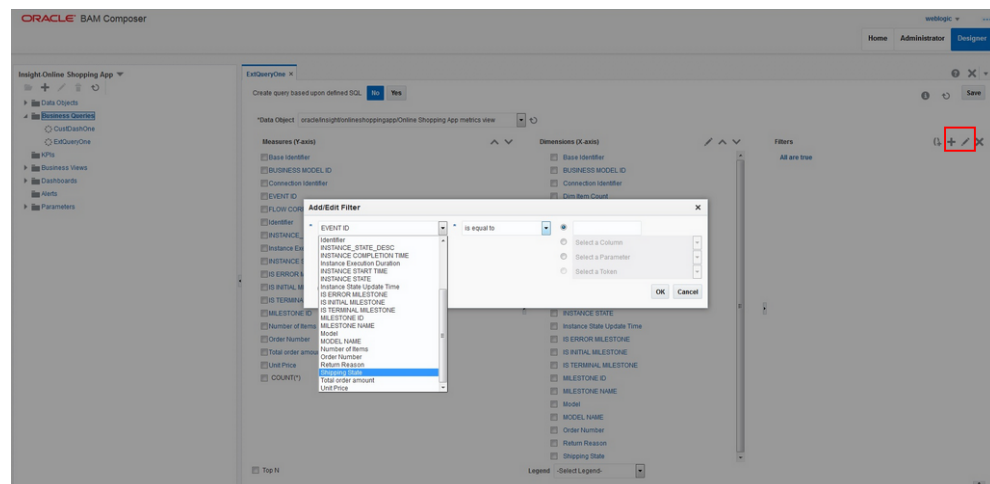 ORACLE BAM Composer
weblogic
Home Administrator Designer
Insight-Online Shopping App
Data Objects
Business Queries
CustDashOne
ExtQueryOne
KPIs
Business Views
Dashboards
Alerts
Parameters
ExtQueryOne
Create query based upon defined SQL No Yes
Save
*Data Object oracle/insight/onlineshoppingapp/Online Shopping App metrics view
Measures (Y-axis)
Base Identifier
BUSINESS MODEL ID
Connection Identifier
EVENT ID
FLOW COR
Identifier
INSTANCE_
Instance Exe
INSTANCE S
IS ERROR M
IS INITIAL MIL
IS TERMINA
MILESTONE ID
Number of Items
Order Number
Total order amou
Unit Price
COUNT(*)
Top N
Dimensions (X-axis)
Base Identifier
BUSINESS MODEL ID
Connection Identifier
Dim Item Count
INSTANCE STATE
Instance State Update Time
IS ERROR MILESTONE
IS INITIAL MILESTONE
IS TERMINAL MILESTONE
MILESTONE ID
MILESTONE NAME
Model
MODEL NAME
Order Number
Return Reason
Shipping State
Legend -Select Legend-
Filters
All are true
Add/Edit Filter
* EVENT ID * is equal to
Select a Column
Select a Parameter
Select a Token
OK Cancel
Identifier
INSTANCE_STATE_DESC
INSTANCE COMPLETION TIME
Instance Execution Duration
INSTANCE START TIME
INSTANCE STATE
Instance State Update Time
IS ERROR MILESTONE
IS INITIAL MILESTONE
IS TERMINAL MILESTONE
MILESTONE ID
MILESTONE NAME
Model
MODEL NAME
Number of Items
Order Number
Return Reason
Shipping State
Total order amount
Unit Price